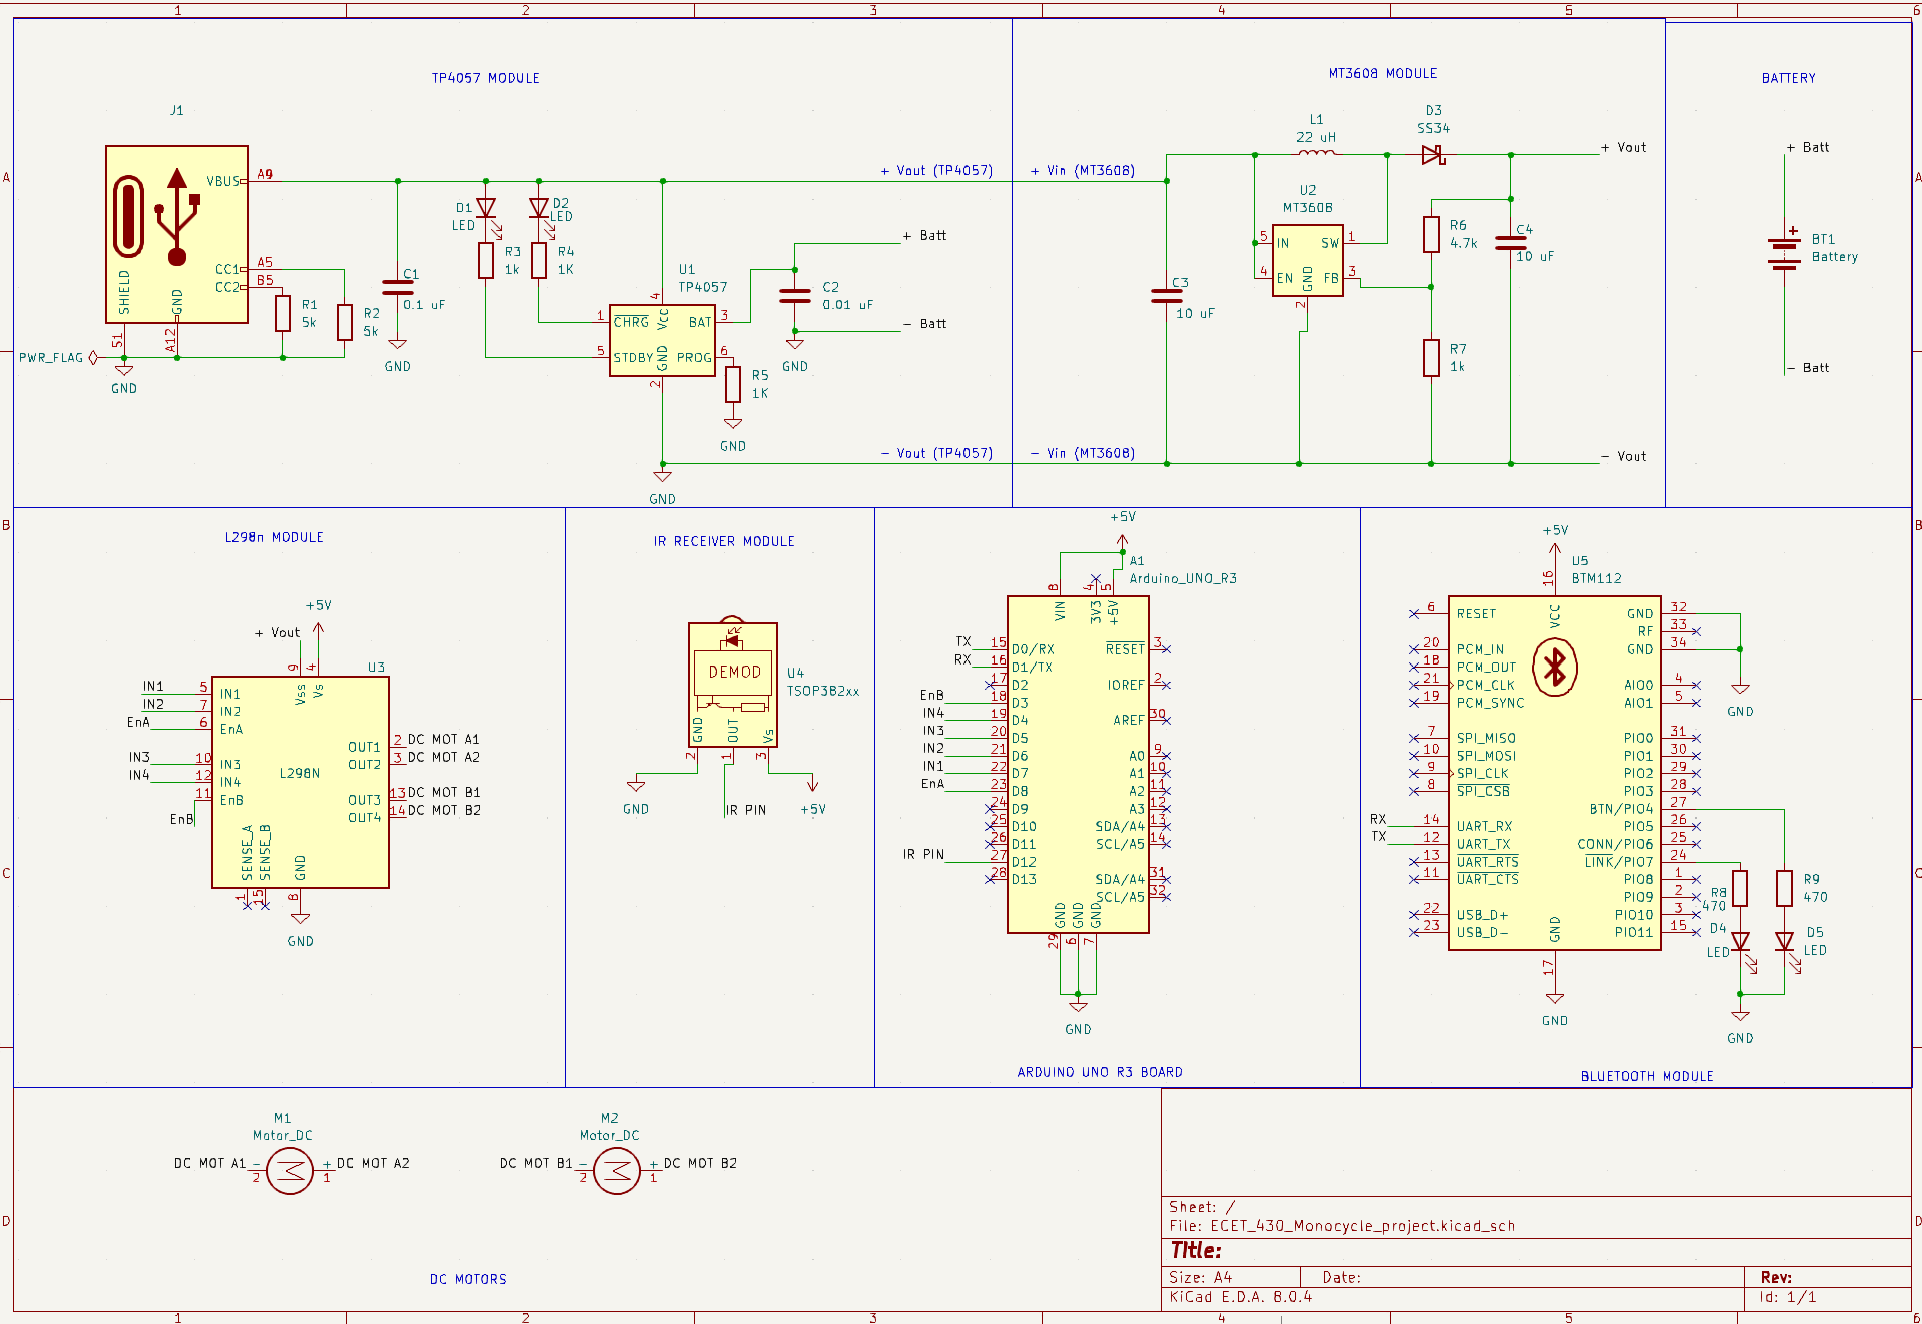 1 2 3 4 5 6
A
B
C
D
TP4057 MODULE
J1
VBUS
A9
CC1
A5
CC2
B5
SHIELD
GND
S1
A12
PWR_FLAG
GND
R1
5k
R2
5k
C1
0.1 uF
GND
D1
LED
D2
LED
R3
1k
R4
1K
U1
TP4057
1
CHRG
4
Vcc
BAT
3
5
STDBY
GND
2
PROG
6
R5
1K
GND
GND
C2
0.01 uF
GND
+ Batt
- Batt
+ Vout (TP4057)
- Vout (TP4057)
MT3608 MODULE
+ Vin (MT3608)
- Vin (MT3608)
C3
10 uF
L1
22 uH
D3
SS34
U2
MT3608
5
IN
SW
1
4
EN
GND
2
FB
3
R6
4.7k
R7
1k
C4
10 uF
+ Vout
- Vout
BATTERY
+ Batt
+
BT1
Battery
- Batt
L298n MODULE
+5V
+ Vout
U3
9
4
Vss
Vs
IN1
5
IN1
IN2
7
IN2
EnA
6
EnA
IN3
10
IN3
IN4
12
IN4
11
EnB
EnB
L298N
OUT1
2
DC MOT A1
OUT2
3
DC MOT A2
OUT3
13
DC MOT B1
OUT4
14
DC MOT B2
SENSE_A
SENSE_B
GND
1
15
8
GND
IR RECEIVER MODULE
DEMOD
U4
TSOP382xx
GND
OUT
Vs
2
1
3
GND
IR PIN
+5V
+5V
A1
Arduino_UNO_R3
8
4
5
VIN
3V3
+5V
TX
15
D0/RX
RX
16
D1/TX
17
D2
EnB
18
D3
IN4
19
D4
IN3
20
D5
IN2
21
D6
IN1
22
D7
EnA
23
D8
24
D9
25
D10
26
D11
IR PIN
27
D12
28
D13
RESET
3
IOREF
2
AREF
30
A0
9
A1
10
A2
11
A3
12
SDA/A4
13
SCL/A5
14
SDA/A4
31
SCL/A5
32
GND
GND
GND
29
6
7
GND
ARDUINO UNO R3 BOARD
+5V
U5
BTM112
16
VCC
6
RESET
20
PCM_IN
18
PCM_OUT
21
PCM_CLK
19
PCM_SYNC
7
SPI_MISO
10
SPI_MOSI
9
SPI_CLK
8
SPI_CSB
RX
14
UART_RX
TX
12
UART_TX
13
UART_RTS
11
UART_CTS
22
USB_D+
23
USB_D-
GND
17
GND
GND
32
RF
33
GND
34
AIO0
4
AIO1
5
GND
PIO0
31
PIO1
30
PIO2
29
PIO3
28
BTN/PIO4
27
PIO5
26
CONN/PIO6
25
LINK/PIO7
24
PIO8
1
PIO9
2
PIO10
3
PIO11
15
R8
470
R9
470
D4
LED
D5
LED
GND
BLUETOOTH MODULE
M1
Motor_DC
DC MOT A1
-
2
+
1
DC MOT A2
M2
Motor_DC
DC MOT B1
-
2
+
1
DC MOT B2
DC MOTORS
Sheet: /
File: ECET_430_Monocycle_project.kicad_sch
Title:
Size: A4
Date:
Rev:
KiCad E.D.A. 8.0.4
Id: 1/1
A
B
C
D
1 2 3 4 5 6